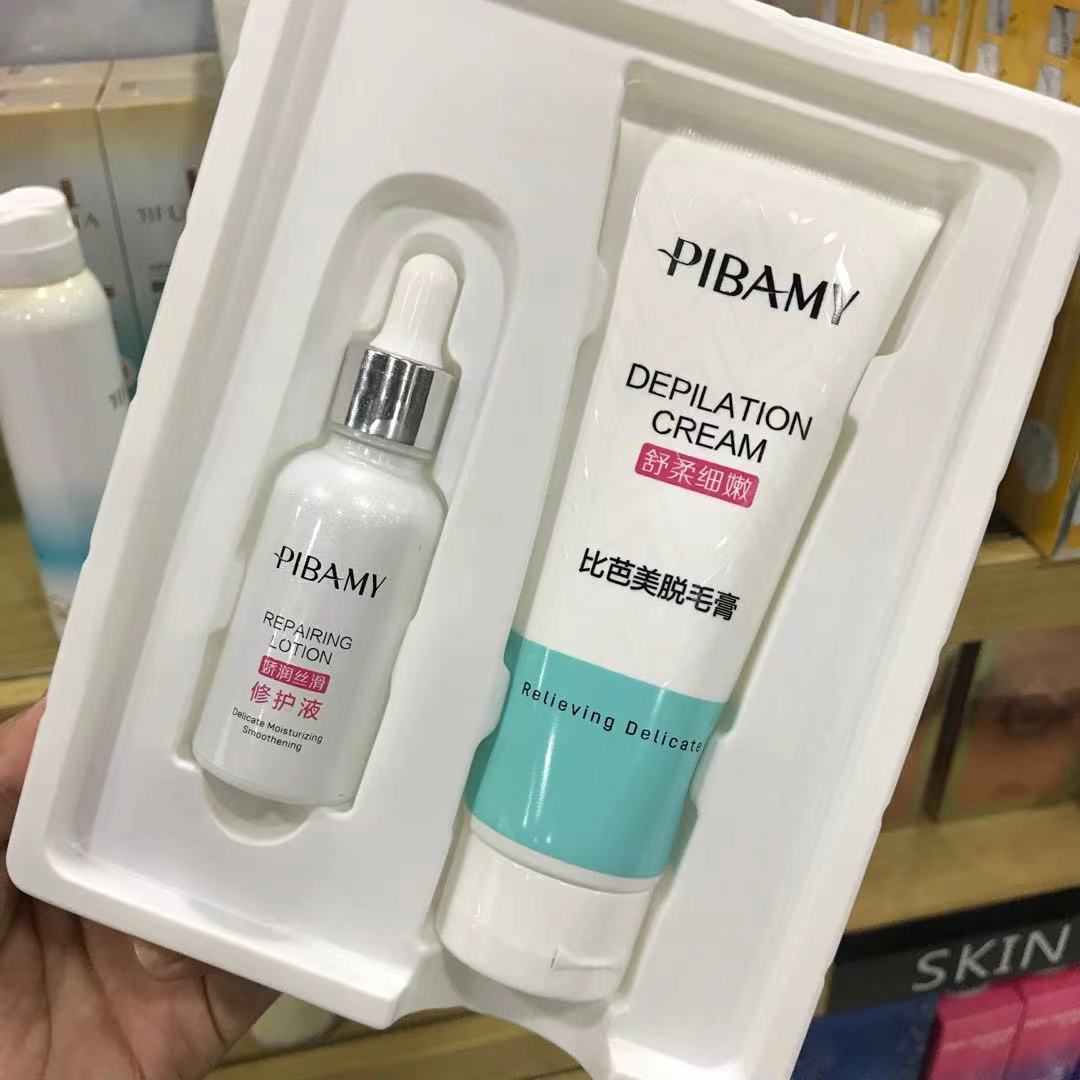 PIBAMY
REPAIRING
LOTION
娇润丝滑
修护液
Delicate Moisturizing
Smoothening
PIBAMY
DEPILATION
CREAM
舒柔细嫩
比芭美脱毛膏
Relieving Delicate
SKIN